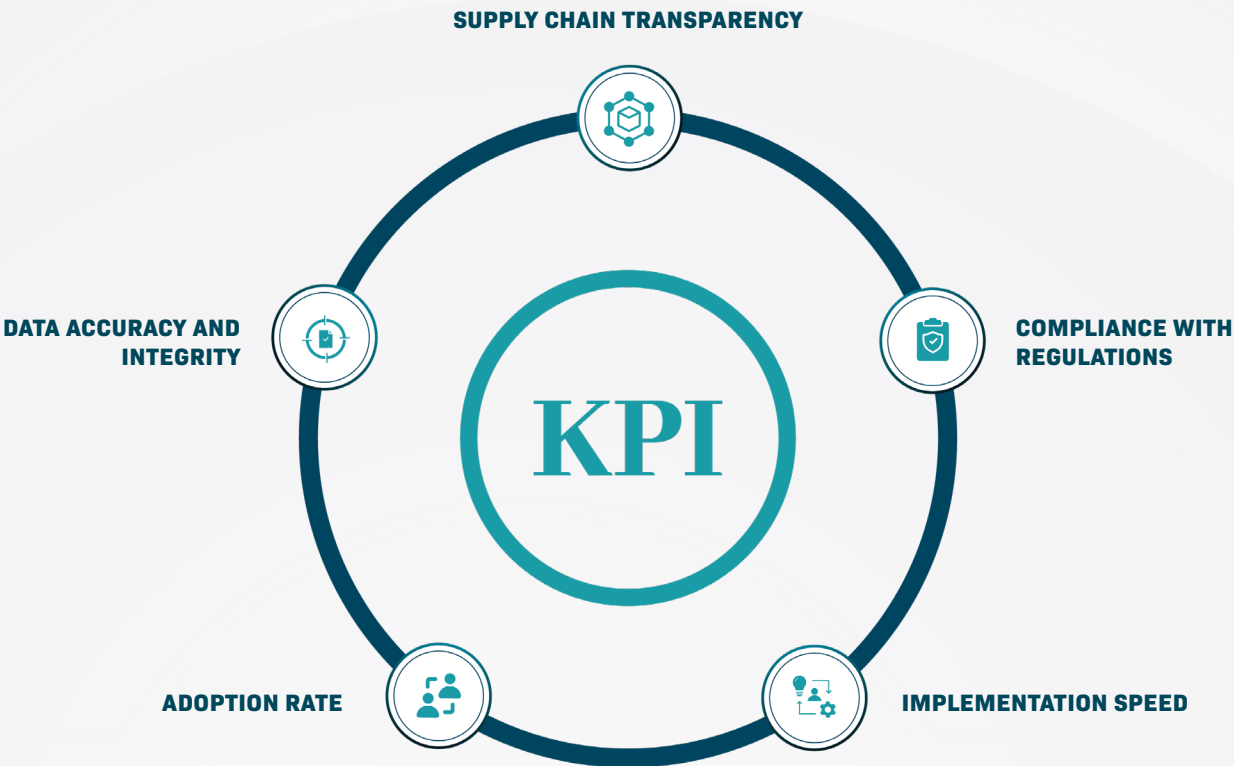 SUPPLY CHAIN TRANSPARENCY
DATA ACCURACY AND
INTEGRITY
COMPLIANCE WITH
REGULATIONS
KPI
ADOPTION RATE
IMPLEMENTATION SPEED